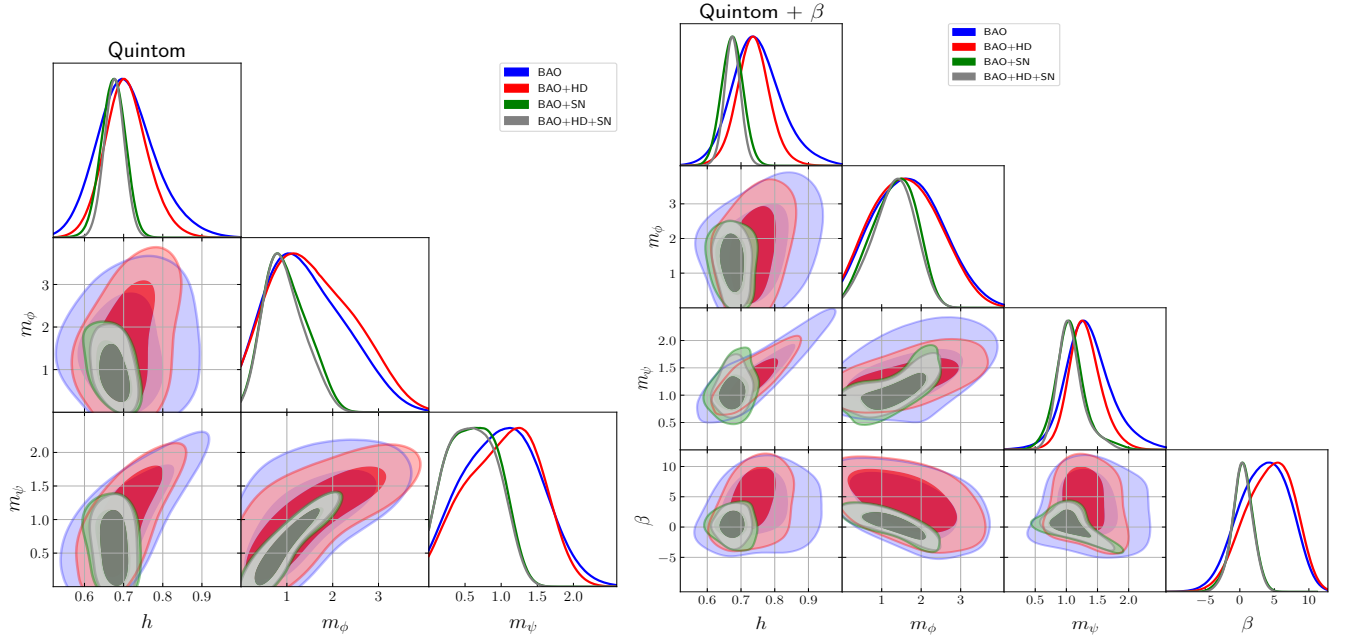 Quintom
BAO
BAO+HD
BAO+SN
BAO+HD+SN
3
2
1
m_ϕ
2.0
1.5
1.0
0.5
m_ψ
0.6 0.7 0.8 0.9
1 2 3
0.5 1.0 1.5 2.0
h
m_ϕ
m_ψ
Quintom + β
BAO
BAO+HD
BAO+SN
BAO+HD+SN
3
2
1
m_ϕ
2.0
1.5
1.0
0.5
m_ψ
10
5
0
−5
β
0.6 0.7 0.8 0.9
1 2 3
0.5 1.0 1.5 2.0
−5 0 5 10
h
m_ϕ
m_ψ
β